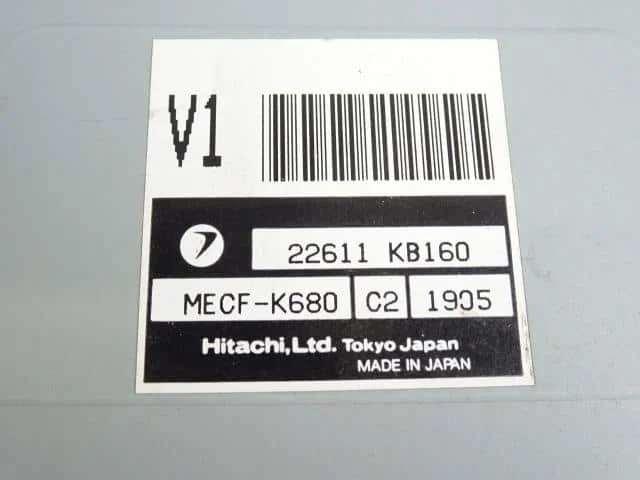 V1
22611 KB160
MECF-K680 C2 1905
Hitachi,Ltd. Tokyo Japan
MADE IN JAPAN